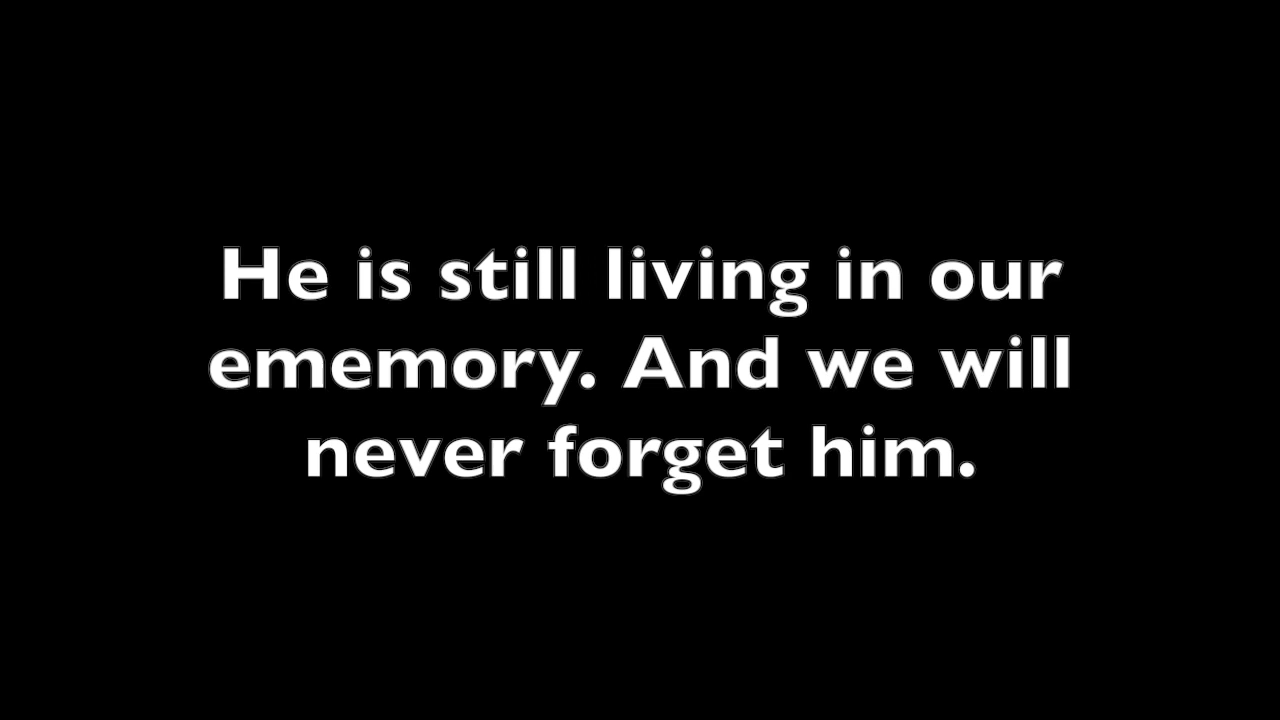 He is still living in our
ememory. And we will
never forget him.